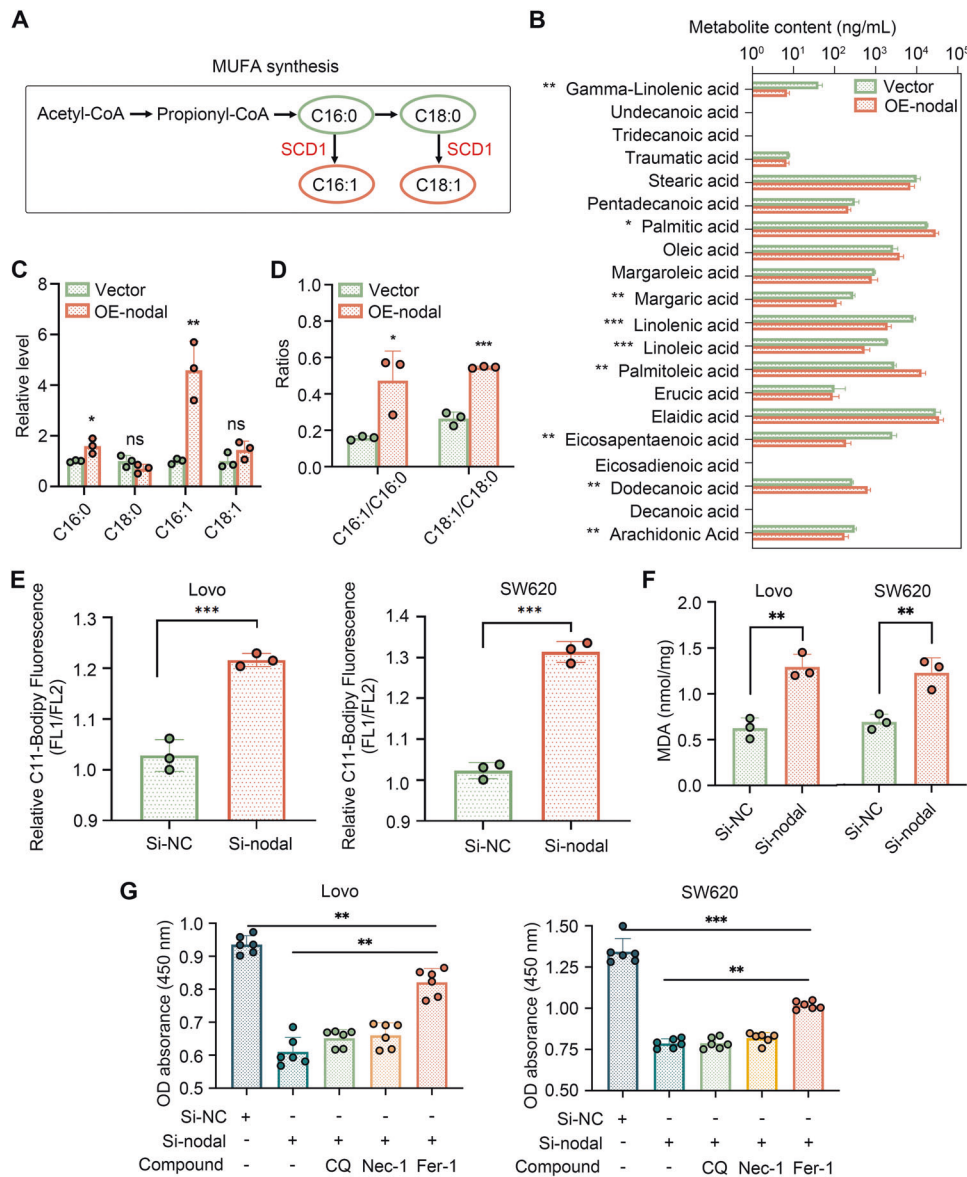 A
MUFA synthesis
Acetyl-CoA
Propionyl-CoA
C16:0
C18:0
SCD1
SCD1
C16:1
C18:1
B
Metabolite content (ng/mL)
10⁰ 10¹ 10² 10³ 10⁴ 10⁵
Vector
OE-nodal
** Gamma-Linolenic acid
Undecanoic acid
Tridecanoic acid
Traumatic acid
Stearic acid
Pentadecanoic acid
* Palmitic acid
Oleic acid
Margaroleic acid
** Margaric acid
*** Linolenic acid
*** Linoleic acid
** Palmitoleic acid
Erucic acid
Elaidic acid
** Eicosapentaenoic acid
Eicosadienoic acid
** Dodecanoic acid
Decanoic acid
** Arachidonic Acid
C
Relative level
8
6
4
2
0
Vector
OE-nodal
*
ns
**
ns
C16:0
C18:0
C16:1
C18:1
D
Ratios
1.0
0.8
0.6
0.4
0.2
0.0
Vector
OE-nodal
*
***
C16:1/C16:0
C18:1/C18:0
E
Lovo
Relative C11-Bodipy Fluorescence
(FL1/FL2)
1.3
1.2
1.1
1.0
0.9
***
Si-NC
Si-nodal
SW620
Relative C11-Bodipy Fluorescence
(FL1/FL2)
1.4
1.3
1.2
1.1
1.0
0.9
***
Si-NC
Si-nodal
F
Lovo
SW620
MDA (nmol/mg)
2.0
1.5
1.0
0.5
0
**
**
Si-NC
Si-nodal
Si-NC
Si-nodal
G
Lovo
OD absorance (450 nm)
1.0
0.9
0.8
0.7
0.6
0.5
**
**
Si-NC + - - - -
Si-nodal - + + + +
Compound - - CQ Nec-1 Fer-1
SW620
OD absorance (450 nm)
1.50
1.25
1.00
0.75
0.50
***
**
Si-NC + - - - -
Si-nodal - + + + +
Compound - - CQ Nec-1 Fer-1